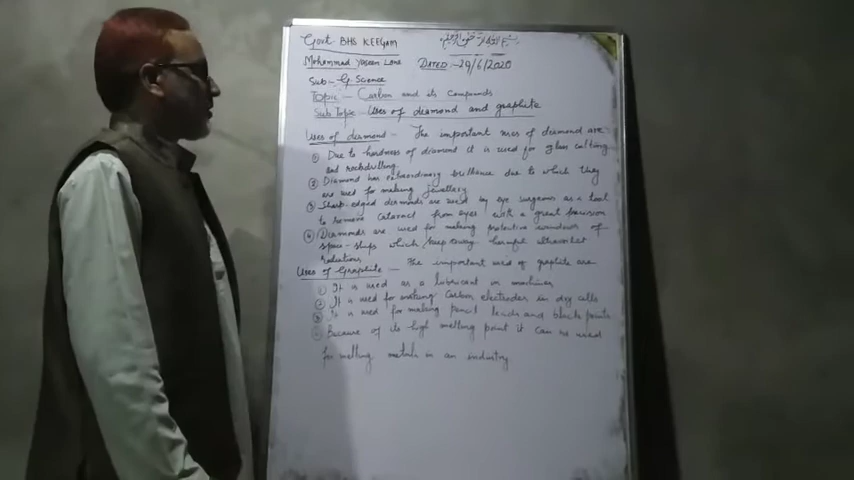 Govt. BHS KEEGAM
Mohammad Yaseen Lone DATED:-29/6/2020
Sub:- G. Science
Topic - Carbon and its compounds
Sub Topic - Uses of diamond and graphite
Uses of diamond - The important uses of diamond are
① Due to hardness of diamond it is used for glass cutting
and rock drilling
② Diamond has extraordinary brilliance due to which they
are used for making jewellery
③ Sharp-edged diamonds are used by eye surgeons as a tool
to remove cataract from eyes with a great precision
④ Diamonds are used for making protective windows of
space-ships which keep away harmful
radiations
Uses of Graphite - The important uses of graphite are
① It is used as a lubricant in machines
② It is used for making Carbon electrodes in dry cells
③ It is used for making pencil leads and black paints
④ Because of its high melting point it can be used
for melting metals in an industry